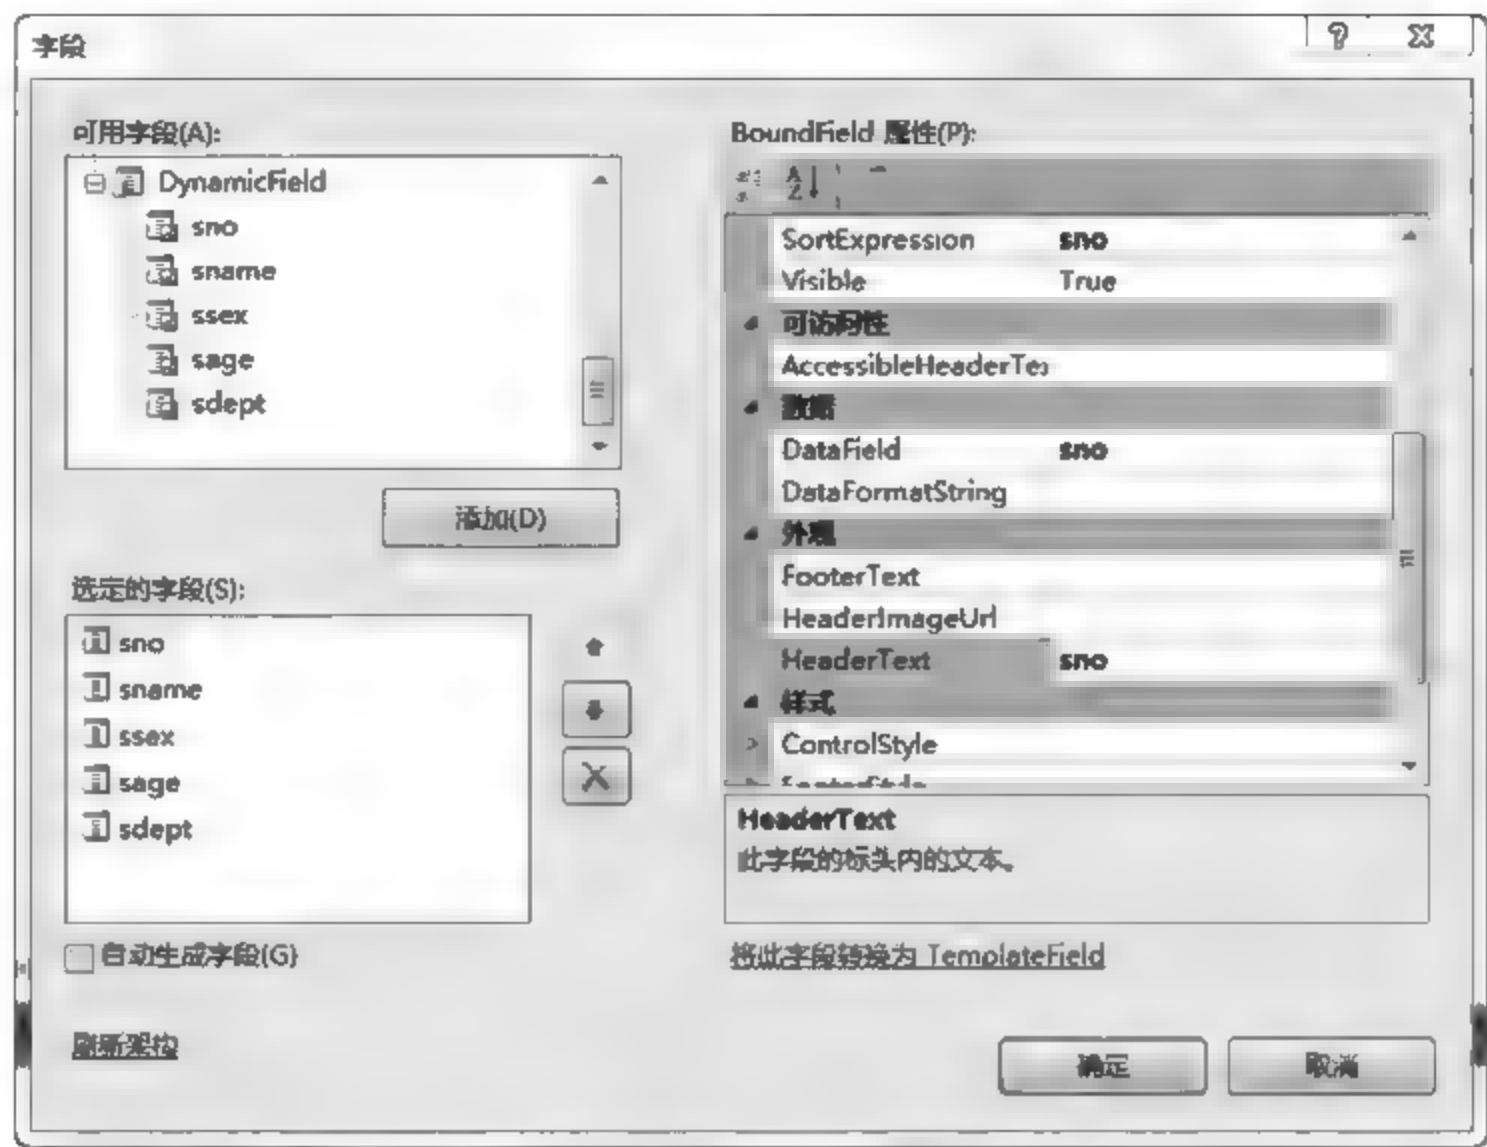 字段
可用字段(A):
DynamicField
sno
sname
ssex
sage
sdept
添加(D)
选定的字段(S):
sno
sname
ssex
sage
sdept
自动生成字段(G)
刷新架构
BoundField 属性(P):
SortExpression sno
Visible True
可访问性
AccessibleHeaderTe
数据
DataField sno
DataFormatString
外观
FooterText
HeaderImageUrl
HeaderText sno
样式
ControlStyle
HeaderText
此字段的标头内的文本。
将此字段转换为 TemplateField
确定
取消